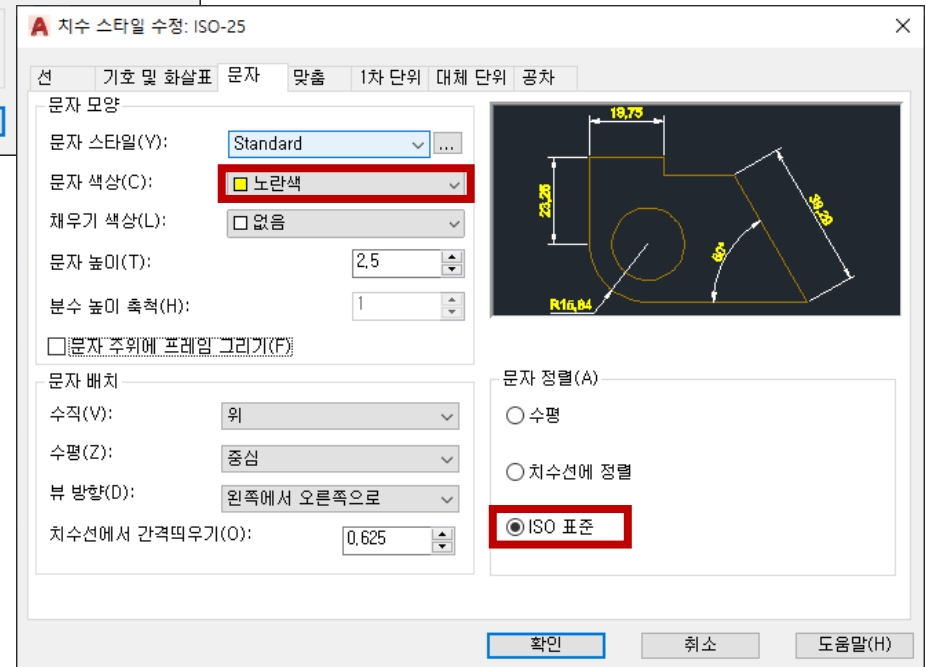 치수 스타일 수정: ISO-25
선 기호 및 화살표 문자 맞춤 1차 단위 대체 단위 공차
문자 모양
문자 스타일(Y): Standard ...
문자 색상(C): 노란색
채우기 색상(L): 없음
문자 높이(T): 2,5
분수 높이 축척(H): 1
문자 주위에 프레임 그리기(F)
19,75
23,25
39,29
60°
R15,84
문자 배치
수직(V): 위
수평(Z): 중심
뷰 방향(D): 왼쪽에서 오른쪽으로
치수선에서 간격띄우기(O): 0,625
문자 정렬(A)
수평
치수선에 정렬
ISO 표준
확인 취소 도움말(H)